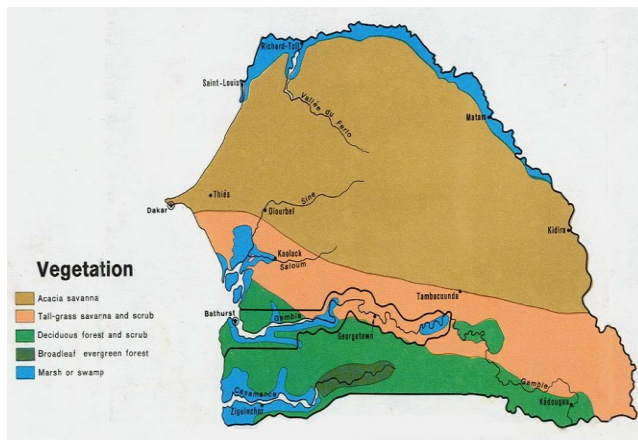 Richard-Toll
Saint-Louis
Vallée du Ferlo
Matam
Thiès
Sine
Diourbel
Dakar
Kidira
Kaolack
Saloum
Vegetation
Acacia savanna
Tall-grass savanna and scrub
Deciduous forest and scrub
Broadleaf evergreen forest
Marsh or swamp
Tambacounda
Bathurst
Gambie
Georgetown
Gambie
Casamance
Ziguinchor
Kédougou